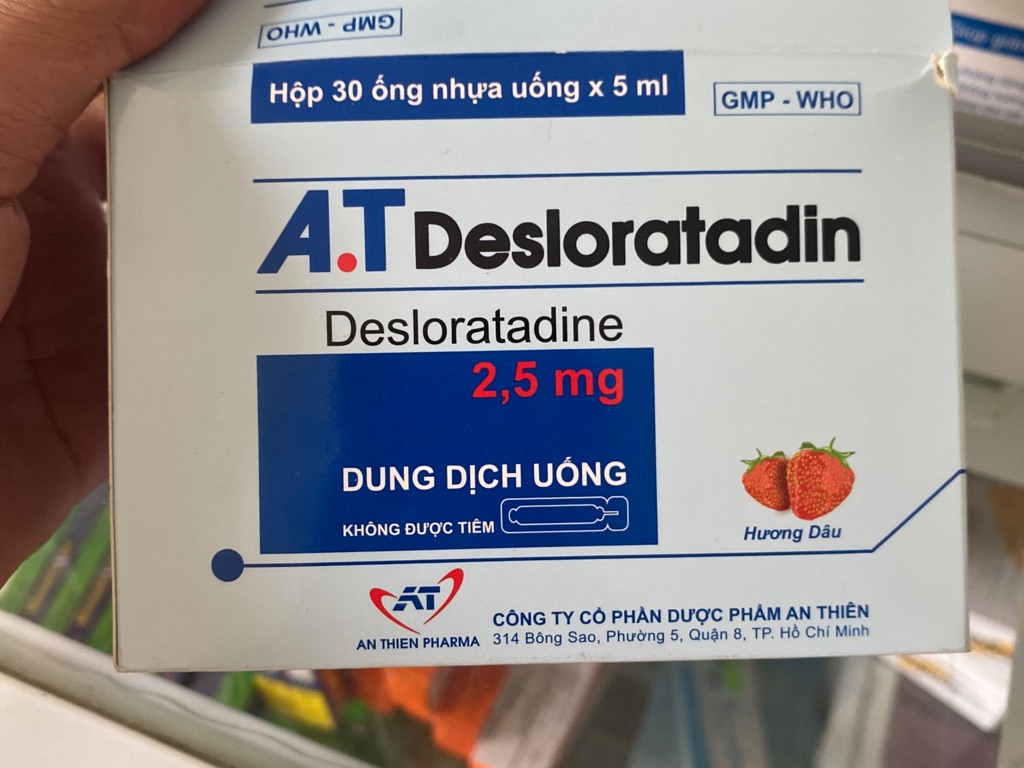 GMP - WHO
Hộp 30 ống nhựa uống x 5 ml
GMP - WHO
A.T Desloratadin
Desloratadine
2,5 mg
DUNG DỊCH UỐNG
KHÔNG ĐƯỢC TIÊM
Hương Dâu
AT
AN THIEN PHARMA
CÔNG TY CỔ PHẦN DƯỢC PHẨM AN THIÊN
314 Bông Sao, Phường 5, Quận 8, TP. Hồ Chí Minh